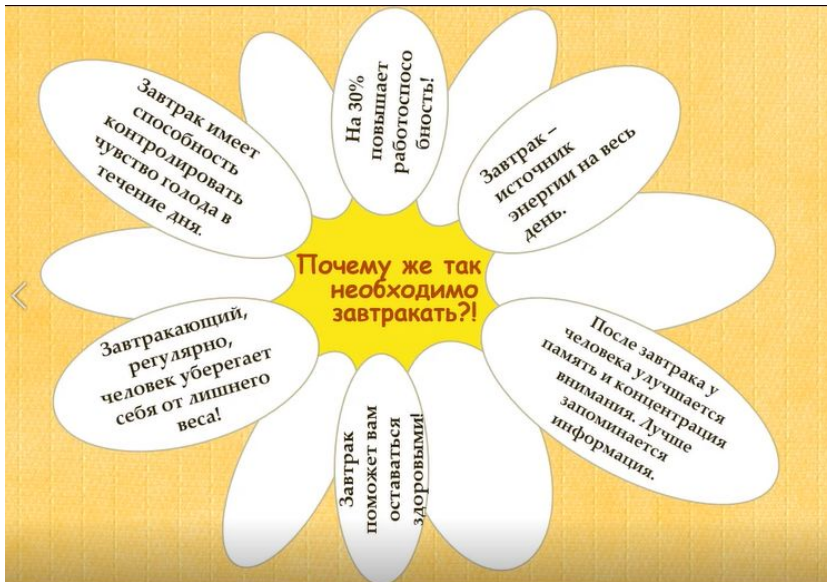 Почему же так
необходимо
завтракать?!
На 30%
повышает
работоспосо
бность!
Завтрак –
источник
энергии на весь
день.
После завтрака у
человека улучшается
память и концентрация
внимания. Лучше
запоминается
информация.
Завтрак
поможет вам
оставаться
здоровыми!
Завтракающий,
регулярно,
человек уберегает
себя от лишнего
веса!
Завтрак имеет
способность
контролировать
чувство голода в
течение дня.